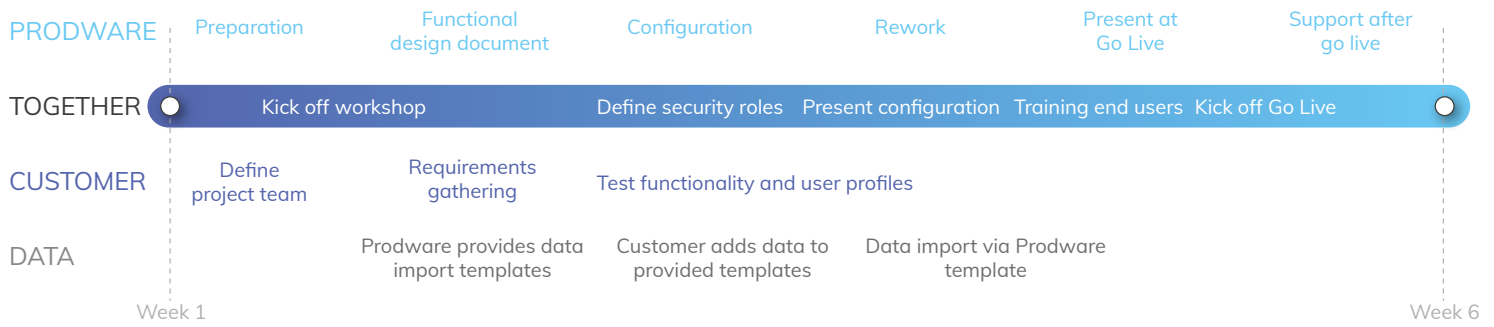 PRODWARE
Preparation
Functional
design document
Configuration
Rework
Present at
Go Live
Support after
go live
TOGETHER
Kick off workshop
Define security roles
Present configuration
Training end users
Kick off Go Live
CUSTOMER
Define
project team
Requirements
gathering
Test functionality and user profiles
DATA
Prodware provides data
import templates
Customer adds data to
provided templates
Data import via Prodware
template
Week 1
Week 6